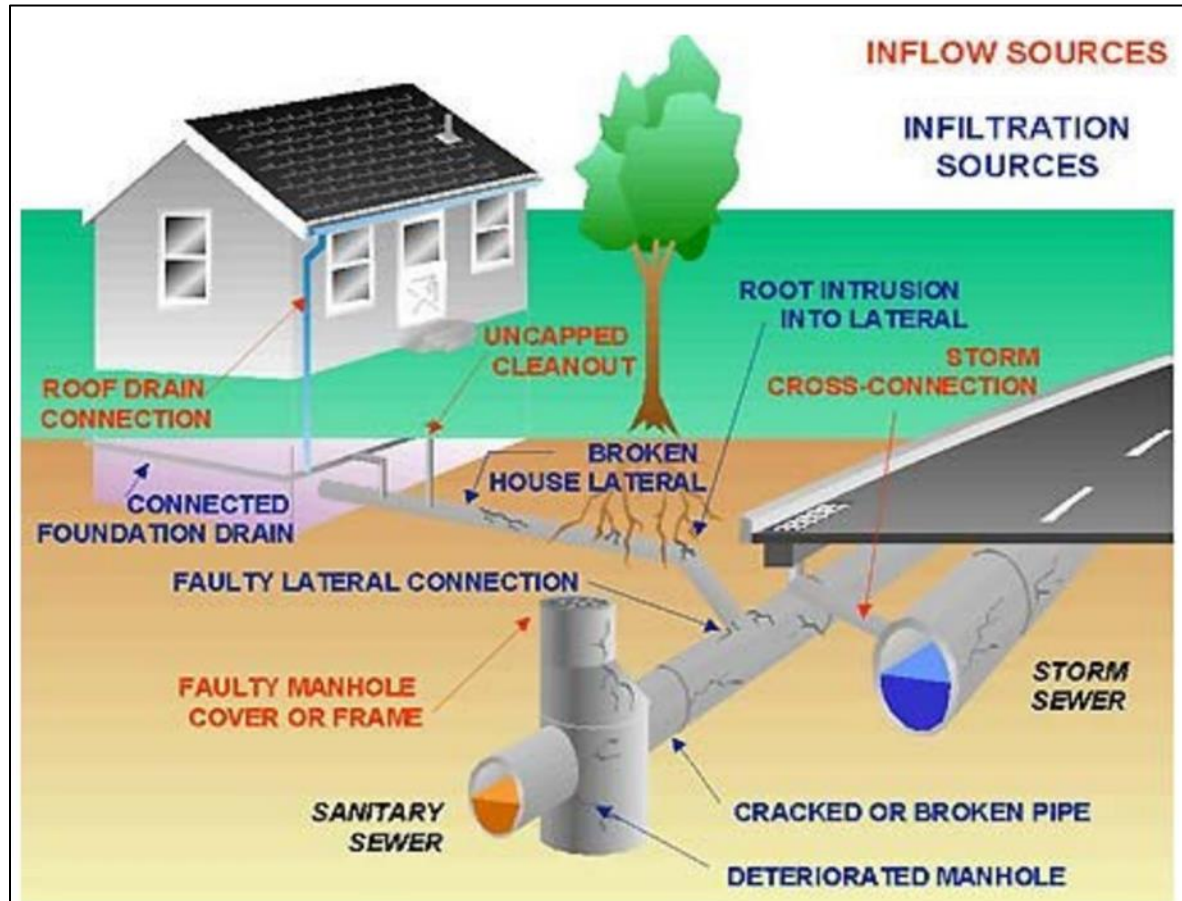 INFLOW SOURCES
INFILTRATION
SOURCES
ROOT INTRUSION
INTO LATERAL
UNCAPPED
CLEANOUT
STORM
CROSS-CONNECTION
ROOF DRAIN
CONNECTION
BROKEN
HOUSE LATERAL
CONNECTED
FOUNDATION DRAIN
FAULTY LATERAL CONNECTION
FAULTY MANHOLE
COVER OR FRAME
STORM
SEWER
SANITARY
SEWER
CRACKED OR BROKEN PIPE
DETERIORATED MANHOLE